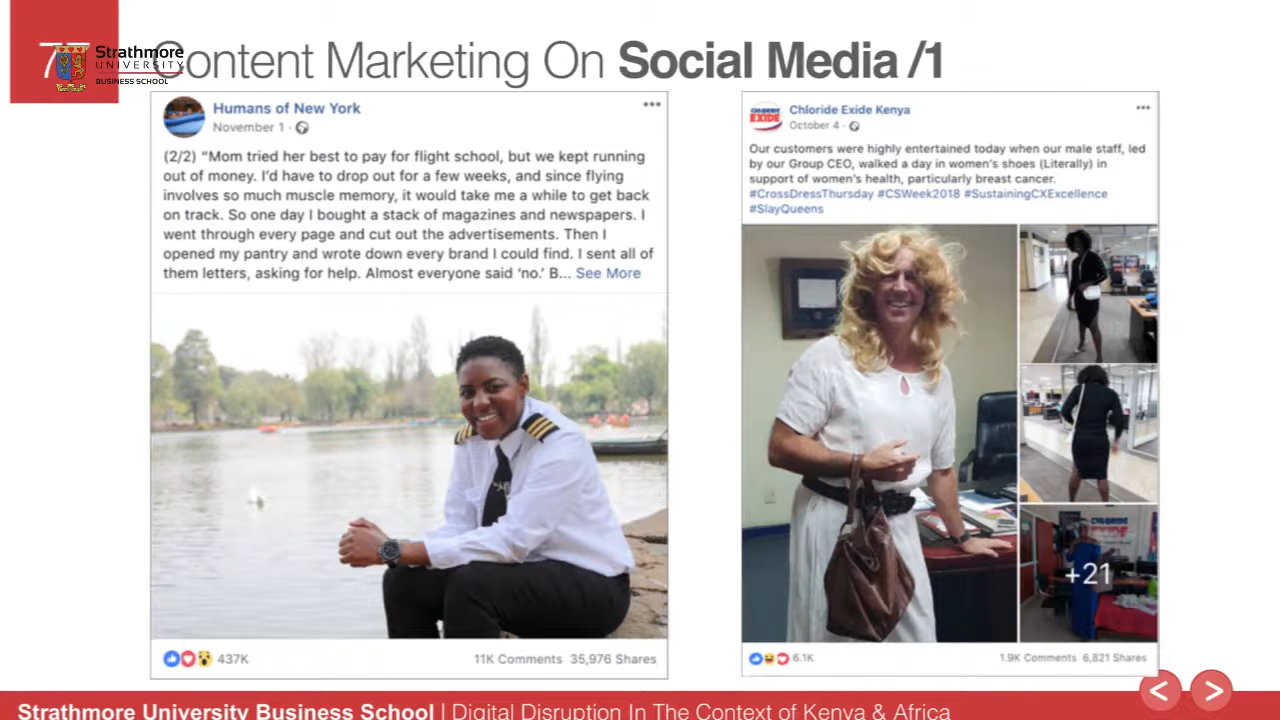 Strathmore
UNIVERSITY
BUSINESS SCHOOL
Content Marketing On Social Media /1
Humans of New York
November 1 ·
(2/2) “Mom tried her best to pay for flight school, but we kept running
out of money. I’d have to drop out for a few weeks, and since flying
involves so much muscle memory, it would take me a while to get back
on track. So one day I bought a stack of magazines and newspapers. I
went through every page and cut out the advertisements. Then I
opened my pantry and wrote down every brand I could find. I sent all of
them letters, asking for help. Almost everyone said ‘no.’ B... See More
437K
11K Comments 35,976 Shares
CHLORIDE
EXIDE
Chloride Exide Kenya
October 4 ·
Our customers were highly entertained today when our male staff, led
by our Group CEO, walked a day in women’s shoes (Literally) in
support of women’s health, particularly breast cancer.
#CrossDressThursday #CSWeek2018 #SustainingCXExcellence
#SlayQueens
CHLORIDE
EXIDE
+21
6.1K
1.9K Comments 6,821 Shares
Strathmore University Business School | Digital Disruption In The Context of Kenya & Africa